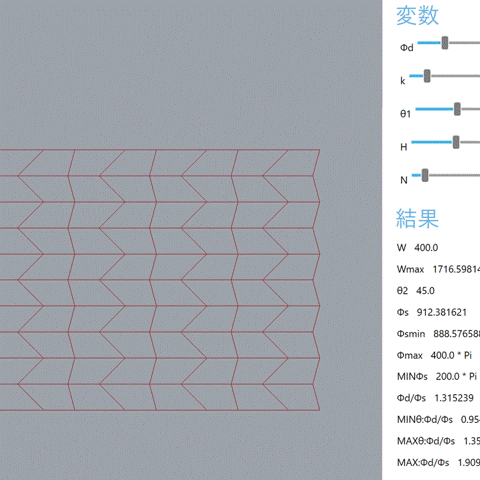 変数
Φd
k
θ1
H
N
結果
W 400.0
Wmax 1716.59814
θ2 45.0
Φs 912.381621
Φsmin 888.576588
Φmax 400.0 * Pi
MINΦs 200.0 * Pi
Φd/Φs 1.315239
MINθ:Φd/Φs 0.954
MAXθ:Φd/Φs 1.35
MAX:Φd/Φs 1.909